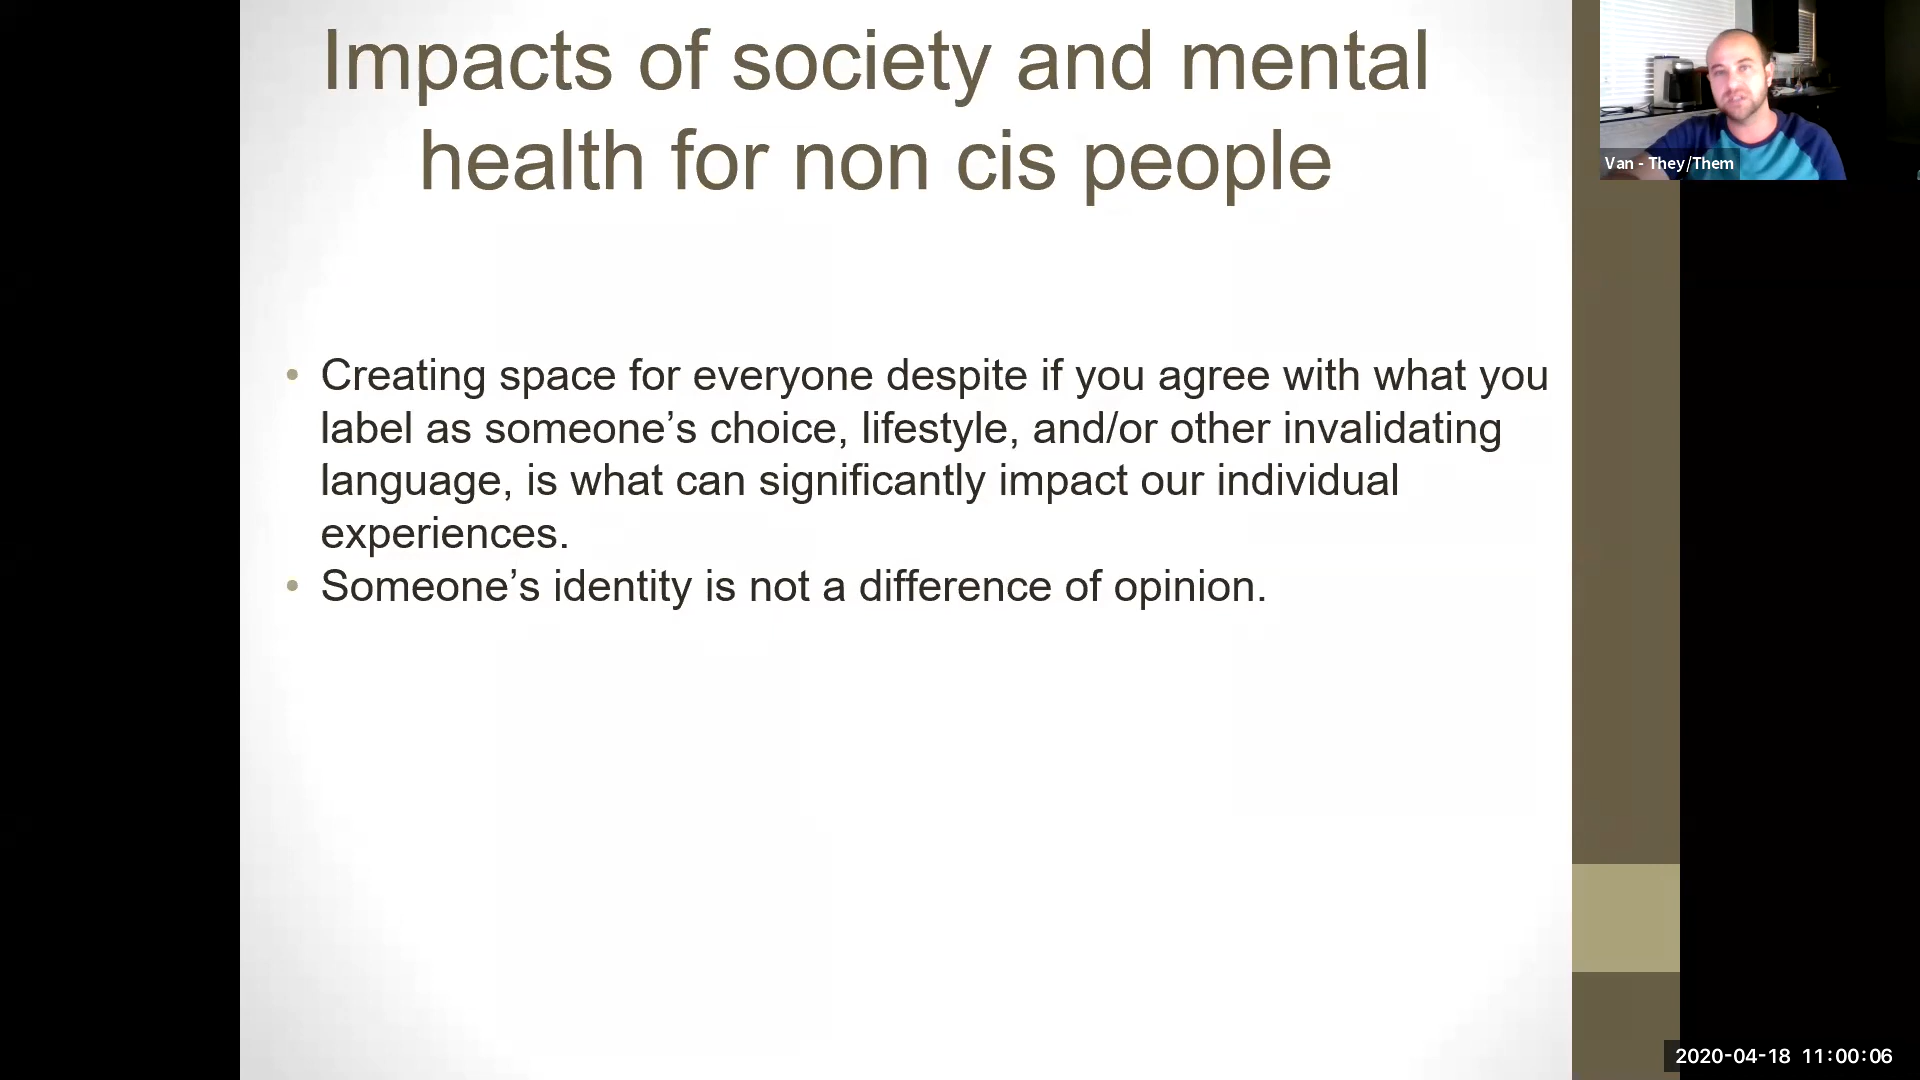 Impacts of society and mental
health for non cis people
Van - They/Them
• Creating space for everyone despite if you agree with what you
label as someone’s choice, lifestyle, and/or other invalidating
language, is what can significantly impact our individual
experiences.
• Someone’s identity is not a difference of opinion.
2020-04-18 11:00:06